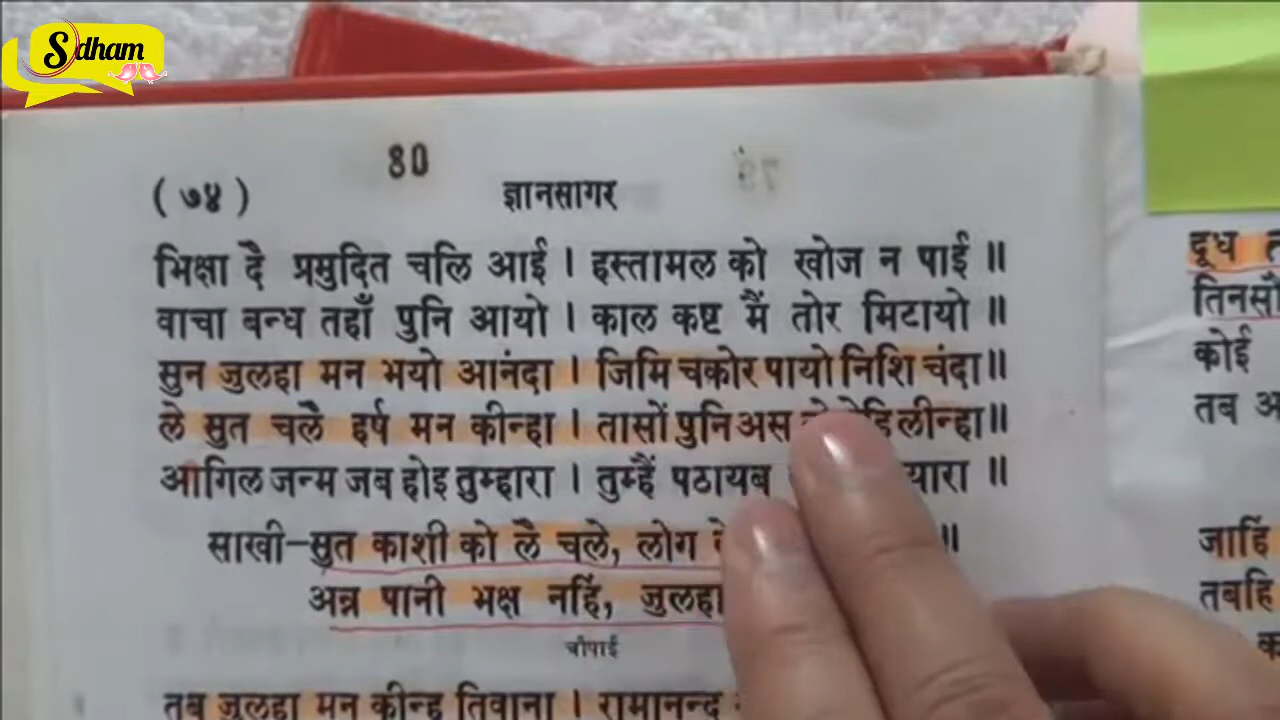 Sdham
80
( ७४ ) ज्ञानसागर
भिक्षा दै प्रमुदित चलि आई । हस्तामल को खोज न पाई ॥
वाचा बन्ध तहाँ पुनि आयो । काल कष्ट मैं तोर मिटायो ॥
सुन जुलहा मन भयो आनंदा । जिमि चकोर पायो निशि चंदा॥
ले सुत चलै हर्ष मन कीन्हा । तासों पुनि अस लीन्हा॥
आगिल जन्म जब होइ तुम्हारा । तुम्हैं पठायब यारा ॥
साखी-सुत काशी को लै चले, लोग ॥
अन्न पानी भक्ष नहिं, जुलहा
चौपाई
तब जुलहा मन कीन्ह तिवाना । रामानन्द
दूध
तिनसौं
कोई
तब
जाहिं
तबहि